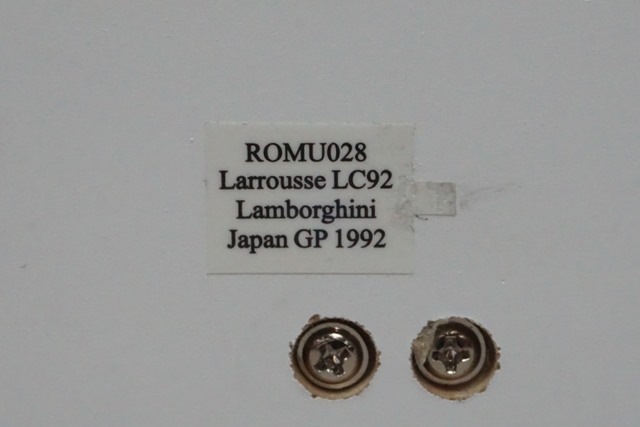 ROMU028
Larrousse LC92
Lamborghini
Japan GP 1992